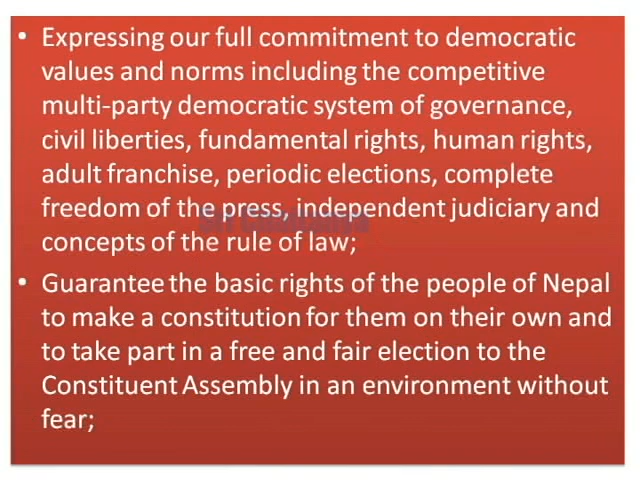 • Expressing our full commitment to democratic
values and norms including the competitive
multi-party democratic system of governance,
civil liberties, fundamental rights, human rights,
adult franchise, periodic elections, complete
freedom of the press, independent judiciary and
concepts of the rule of law;
• Guarantee the basic rights of the people of Nepal
to make a constitution for them on their own and
to take part in a free and fair election to the
Constituent Assembly in an environment without
fear;